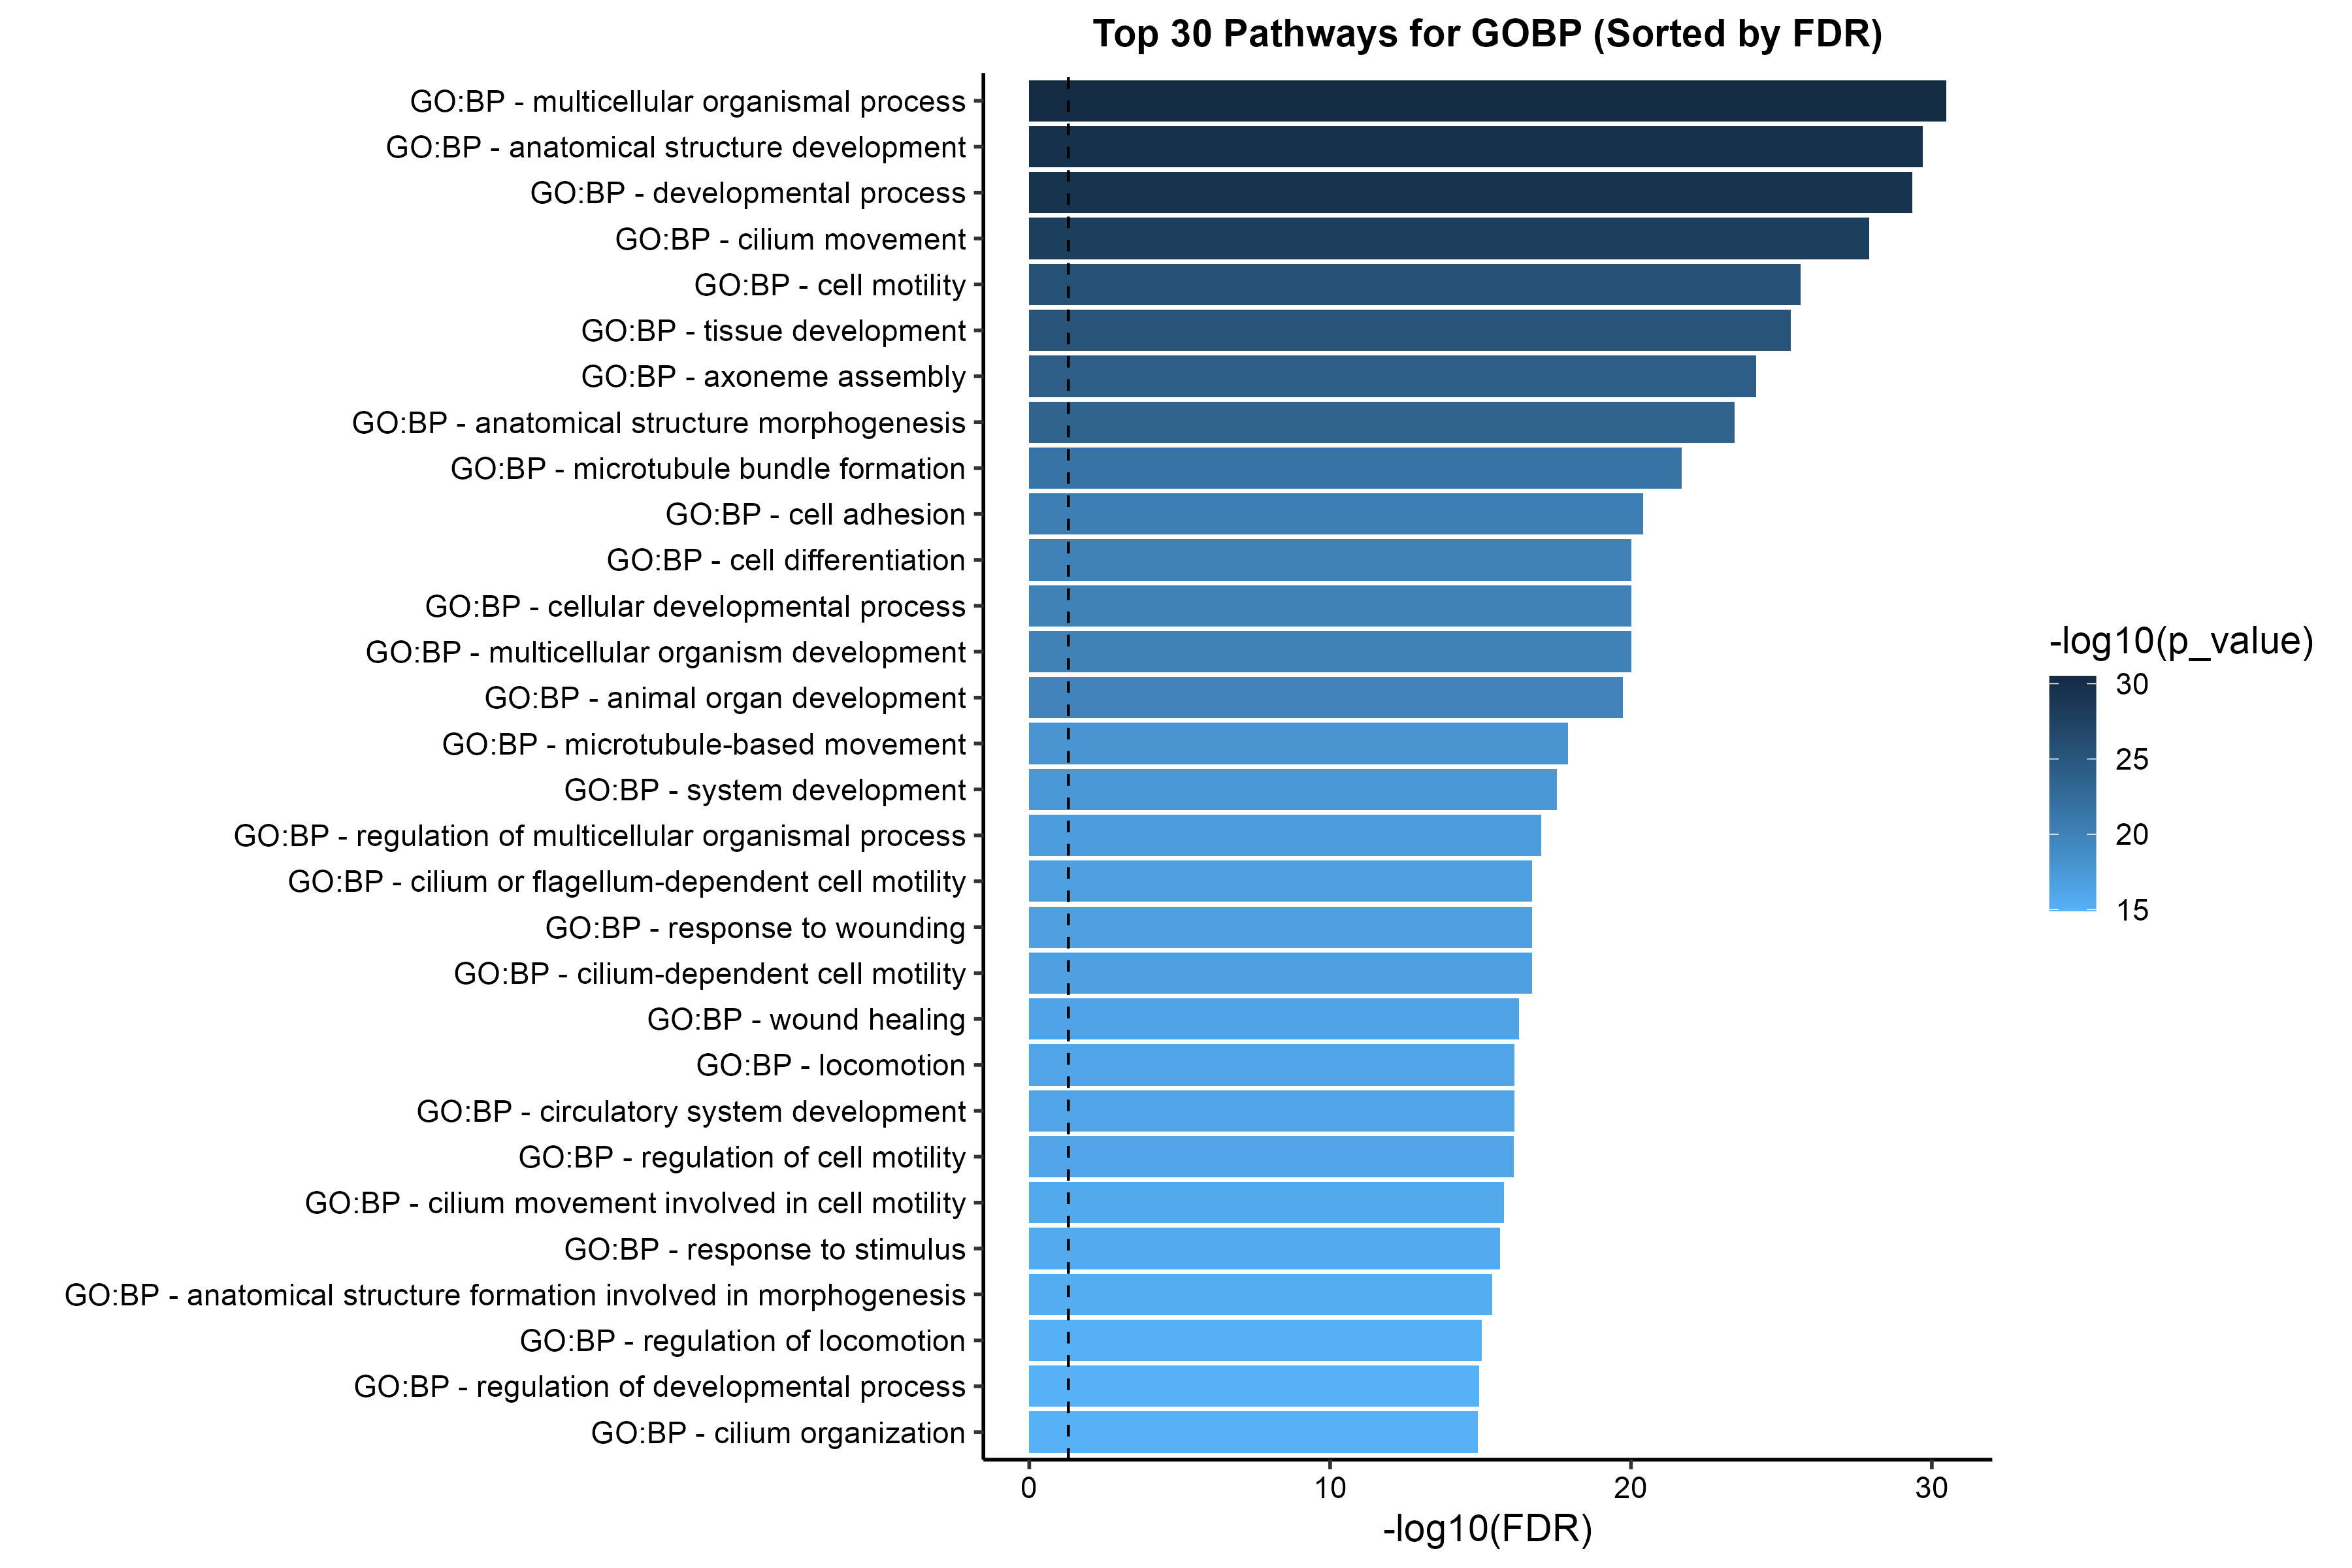 Top 30 Pathways for GOBP (Sorted by FDR)
GO:BP - multicellular organismal process
GO:BP - anatomical structure development
GO:BP - developmental process
GO:BP - cilium movement
GO:BP - cell motility
GO:BP - tissue development
GO:BP - axoneme assembly
GO:BP - anatomical structure morphogenesis
GO:BP - microtubule bundle formation
GO:BP - cell adhesion
GO:BP - cell differentiation
GO:BP - cellular developmental process
GO:BP - multicellular organism development
GO:BP - animal organ development
GO:BP - microtubule-based movement
GO:BP - system development
GO:BP - regulation of multicellular organismal process
GO:BP - cilium or flagellum-dependent cell motility
GO:BP - response to wounding
GO:BP - cilium-dependent cell motility
GO:BP - wound healing
GO:BP - locomotion
GO:BP - circulatory system development
GO:BP - regulation of cell motility
GO:BP - cilium movement involved in cell motility
GO:BP - response to stimulus
GO:BP - anatomical structure formation involved in morphogenesis
GO:BP - regulation of locomotion
GO:BP - regulation of developmental process
GO:BP - cilium organization
0 10 20 30
-log10(FDR)
-log10(p_value)
30
25
20
15